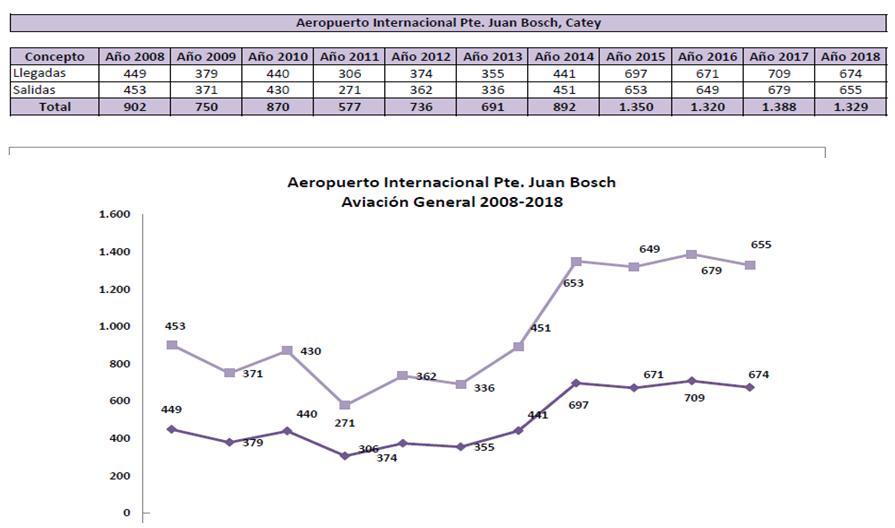 Aeropuerto Internacional Pte. Juan Bosch, Catey
Concepto Año 2008 Año 2009 Año 2010 Año 2011 Año 2012 Año 2013 Año 2014 Año 2015 Año 2016 Año 2017 Año 2018
Llegadas 449 379 440 306 374 355 441 697 671 709 674
Salidas 453 371 430 271 362 336 451 653 649 679 655
Total 902 750 870 577 736 691 892 1.350 1.320 1.388 1.329
Aeropuerto Internacional Pte. Juan Bosch
Aviación General 2008-2018
1.600
1.400
1.200
1.000
800
600
400
200
0
453 371 430 271 362 336 451 653 649 679 655
449 379 440 306 374 355 441 697 671 709 674